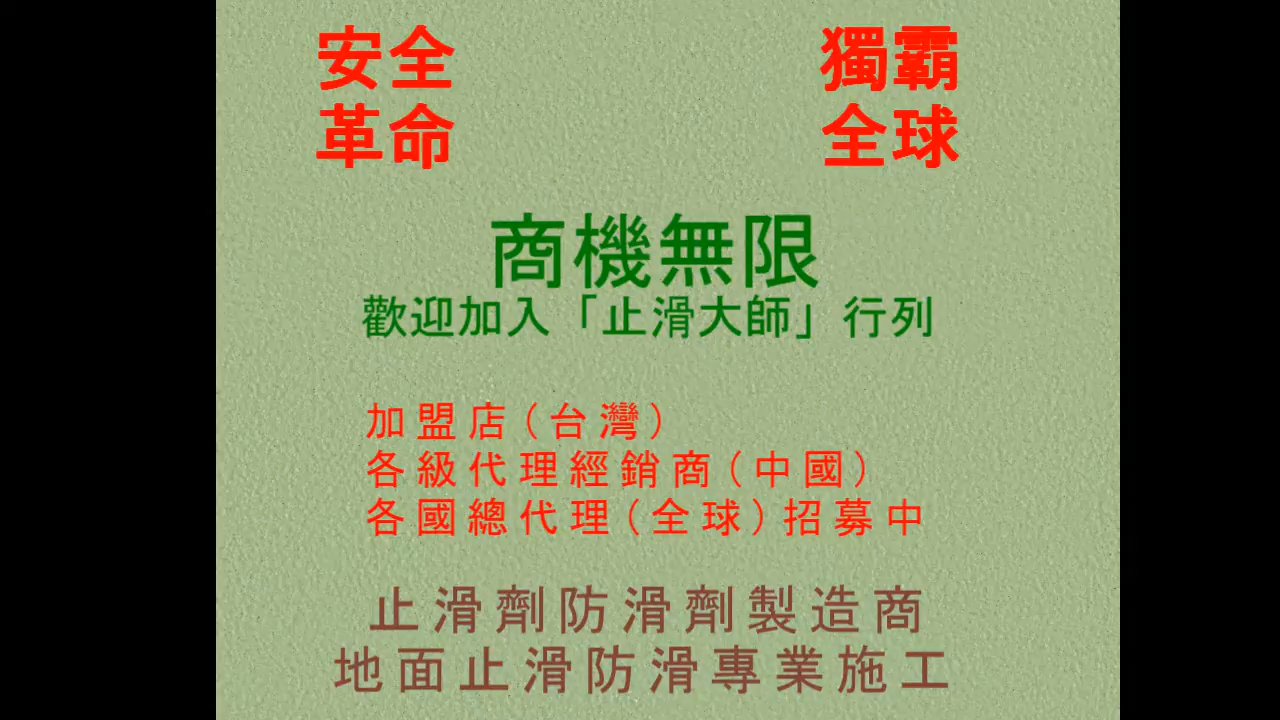 安全
革命
獨霸
全球
商機無限
歡迎加入「止滑大師」行列
加盟店(台灣)
各級代理經銷商(中國)
各國總代理(全球)招募中
止滑劑防滑劑製造商
地面止滑防滑專業施工